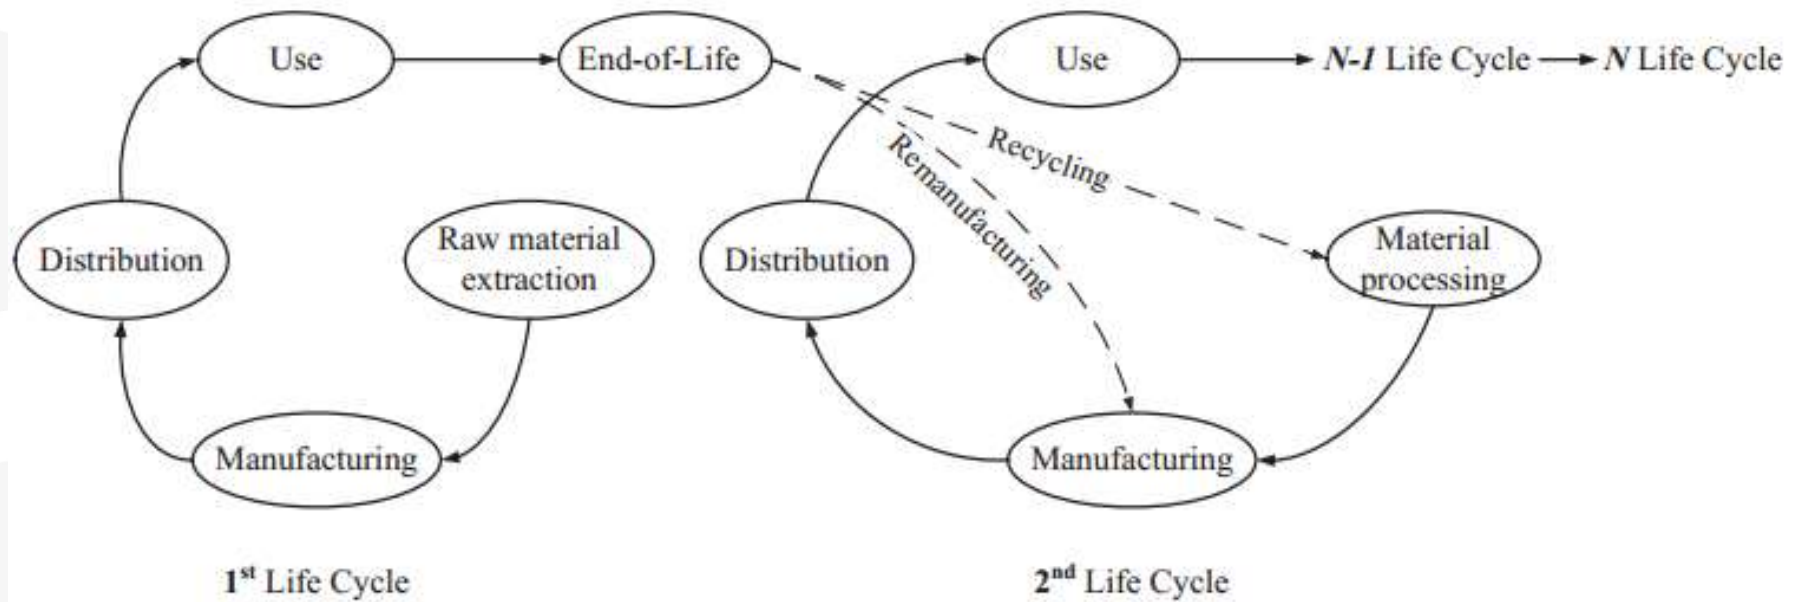 Use
End-of-Life
Use
N-1 Life Cycle
N Life Cycle
Recycling
Remanufacturing
Distribution
Raw material
extraction
Distribution
Material
processing
Manufacturing
Manufacturing
1st Life Cycle
2nd Life Cycle